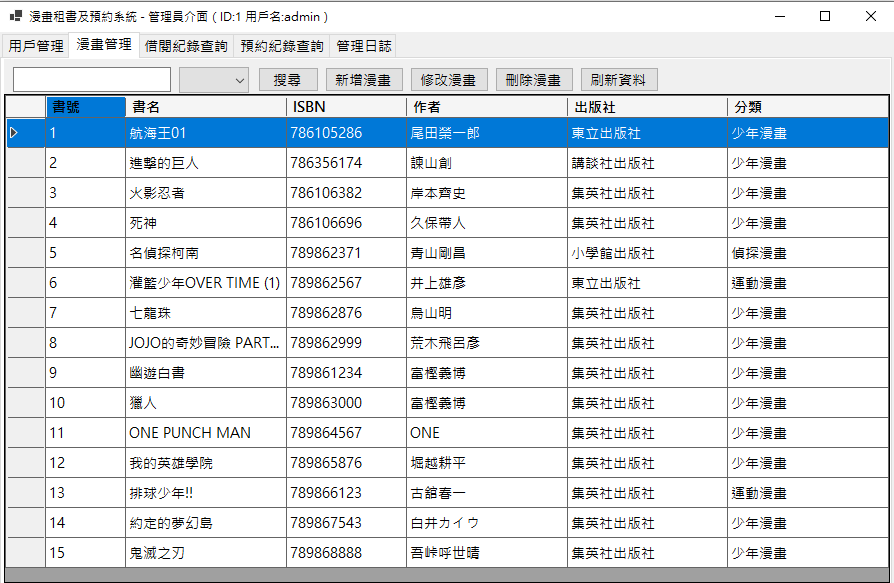 漫畫租書及預約系統 - 管理員介面 ( ID:1 用戶名:admin )
用戶管理 漫畫管理 借閱紀錄查詢 預約紀錄查詢 管理日誌
搜尋 新增漫畫 修改漫畫 刪除漫畫 刷新資料
書號 書名 ISBN 作者 出版社 分類
1 航海王01 786105286 尾田榮一郎 東立出版社 少年漫畫
2 進擊的巨人 786356174 諫山創 講談社出版社 少年漫畫
3 火影忍者 786106382 岸本齊史 集英社出版社 少年漫畫
4 死神 786106696 久保帶人 集英社出版社 少年漫畫
5 名偵探柯南 789862371 青山剛昌 小學館出版社 偵探漫畫
6 灌籃少年OVER TIME (1) 789862567 井上雄彥 東立出版社 運動漫畫
7 七龍珠 789862876 鳥山明 集英社出版社 少年漫畫
8 JOJO的奇妙冒險 PART... 789862999 荒木飛呂彥 集英社出版社 少年漫畫
9 幽遊白書 789861234 富樫義博 集英社出版社 少年漫畫
10 獵人 789863000 富樫義博 集英社出版社 少年漫畫
11 ONE PUNCH MAN 789864567 ONE 集英社出版社 少年漫畫
12 我的英雄學院 789865876 堀越耕平 集英社出版社 少年漫畫
13 排球少年!! 789866123 古舘春一 集英社出版社 運動漫畫
14 約定的夢幻島 789867543 白井カイウ 集英社出版社 少年漫畫
15 鬼滅之刃 789868888 吾峠呼世晴 集英社出版社 少年漫畫